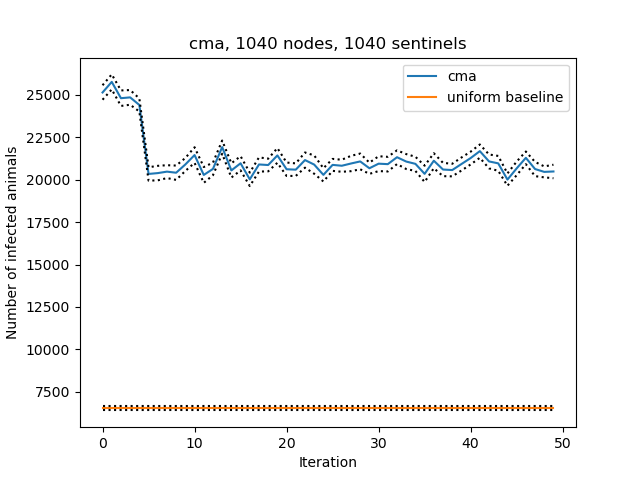 cma, 1040 nodes, 1040 sentinels
cma
uniform baseline
25000
22500
20000
17500
15000
12500
10000
7500
Number of infected animals
0 10 20 30 40 50
Iteration